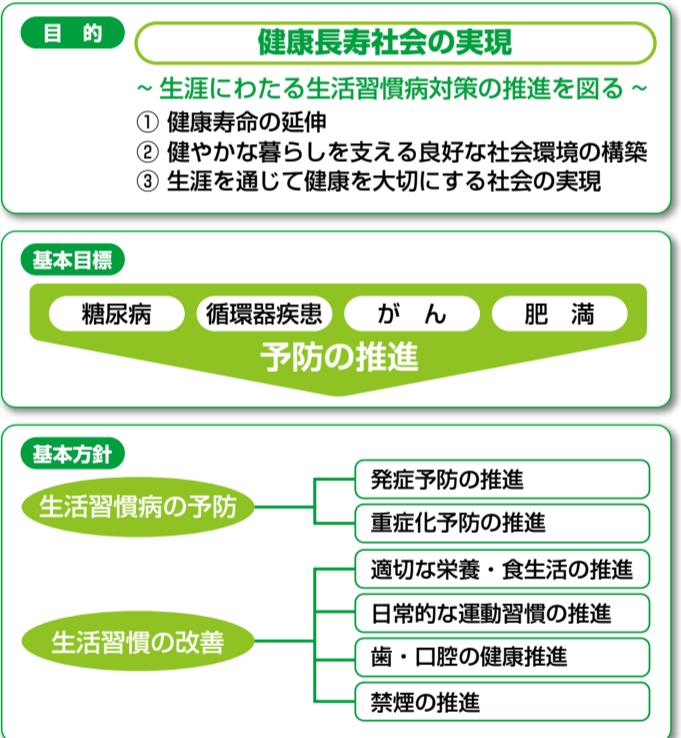 目 的
健康長寿社会の実現
~ 生涯にわたる生活習慣病対策の推進を図る ~
① 健康寿命の延伸
② 健やかな暮らしを支える良好な社会環境の構築
③ 生涯を通じて健康を大切にする社会の実現
基本目標
糖尿病
循環器疾患
が ん
肥 満
予防の推進
基本方針
生活習慣病の予防
発症予防の推進
重症化予防の推進
生活習慣の改善
適切な栄養・食生活の推進
日常的な運動習慣の推進
歯・口腔の健康推進
禁煙の推進